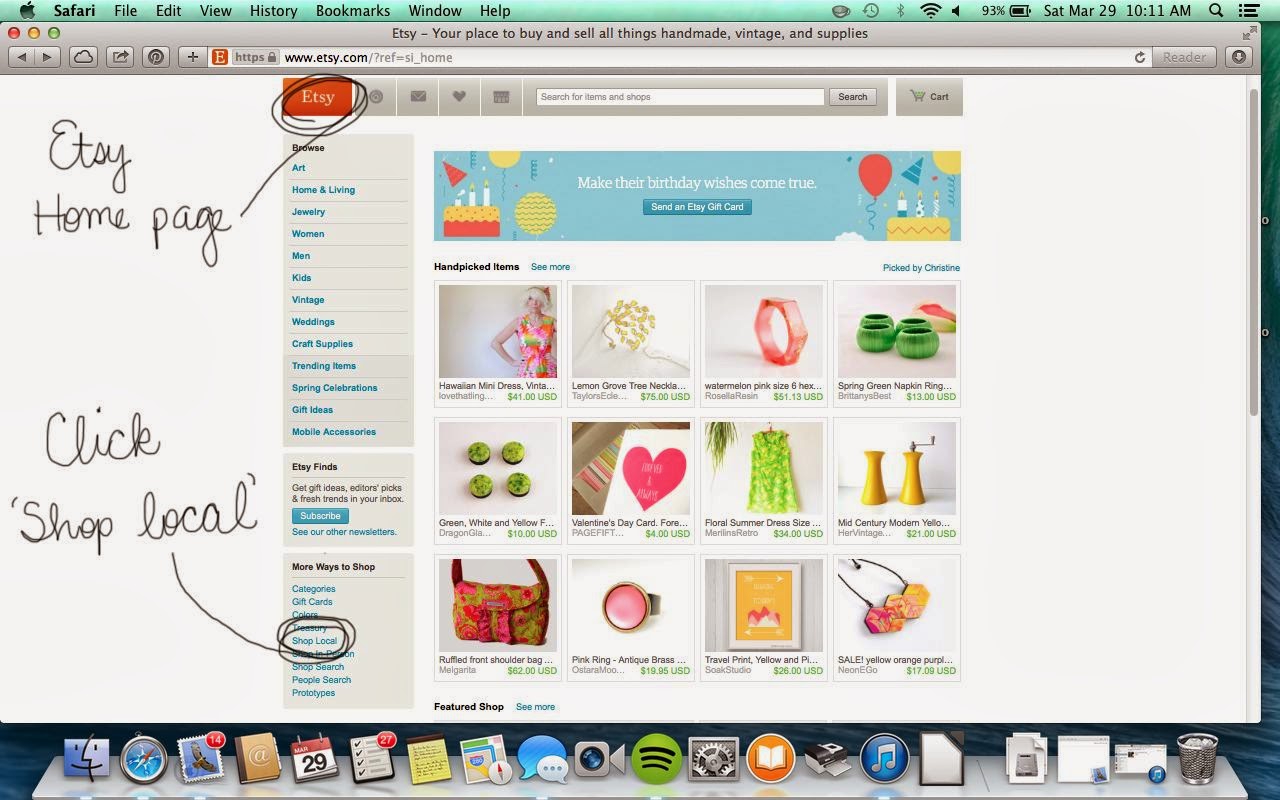 Safari File Edit View History Bookmarks Window Help 93% Sat Mar 29 10:11 AM
Etsy – Your place to buy and sell all things handmade, vintage, and supplies
https www.etsy.com/?ref=si_home Reader
Etsy Search for items and shops Search Cart
Etsy
Home page
Click
'Shop local'
Browse
Art
Home & Living
Jewelry
Women
Men
Kids
Vintage
Weddings
Craft Supplies
Trending Items
Spring Celebrations
Gift Ideas
Mobile Accessories
Etsy Finds
Get gift ideas, editors' picks
& fresh trends in your inbox.
Subscribe
See our other newsletters.
More Ways to Shop
Categories
Gift Cards
Colors
Treasury
Shop Local
Shop In Person
Shop Search
People Search
Prototypes
Make their birthday wishes come true.
Send an Etsy Gift Card
Handpicked Items See more Picked by Christine
Hawaiian Mini Dress, Vinta...
lovethatling... $41.00 USD
Lemon Grove Tree Neckla...
TaylorsEcle... $75.00 USD
watermelon pink size 6 hex...
RosellaResin $51.13 USD
Spring Green Napkin Ring...
BrittanysBest $13.00 USD
Green, White and Yellow F...
DragonGla... $10.00 USD
FOREVER
&
ALWAYS
Valentine's Day Card. Fore...
PAGEFIFT... $4.00 USD
Floral Summer Dress Size ...
MerilinsRetro $34.00 USD
Mid Century Modern Yello...
HerVintage... $21.00 USD
Ruffled front shoulder bag ...
Melgarita $62.00 USD
Pink Ring - Antique Brass ...
OstaraMoo... $19.95 USD
Travel Print, Yellow and Pi...
SoakStudio $26.00 USD
SALE! yellow orange purpl...
NeonEGo $17.09 USD
Featured Shop See more
14
MAR
29
27
280